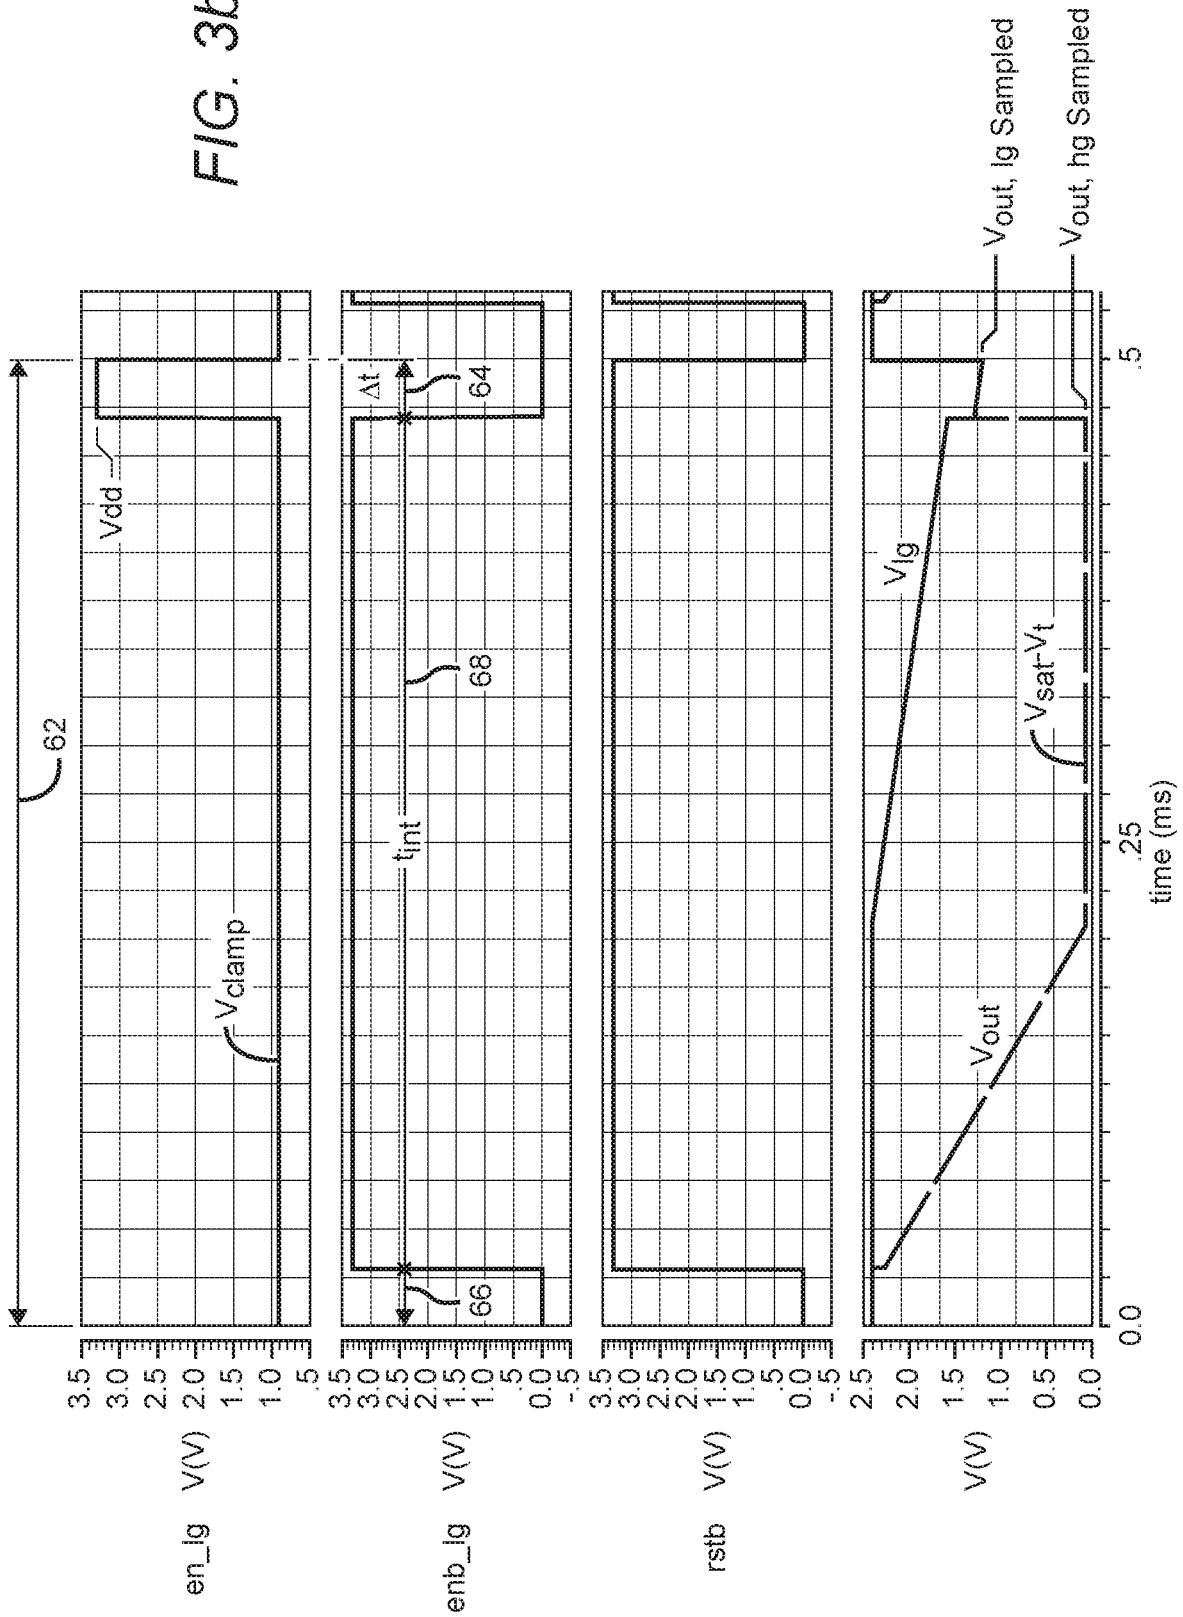 FIG. 3b
62
en_lg V(V)
3.5
3.0
2.5
2.0
1.5
1.0
.5
Vclamp
Vdd
enb_lg V(V)
3.5
3.0
2.5
2.0
1.5
1.0
0.0
-.5
66
tint
68
Δt
64
rstb V(V)
3.5
3.0
2.5
2.0
1.5
1.0
0.0
-.5
V(V)
2.5
2.0
1.5
1.0
0.5
0.0
Vout
Vlg
Vsat-Vt
Vout, lg Sampled
Vout, hg Sampled
0.0 .25 .5
time (ms)